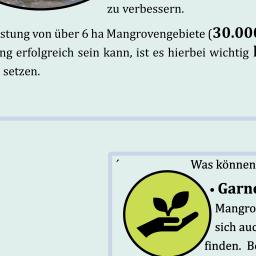 zu verbessern.
stung von über 6 ha Mangrovengebiete (30.000
ng erfolgreich sein kann, ist es hierbei wichtig
setzen.
Was können
• Garne
Mangro
sich auc
finden. Be